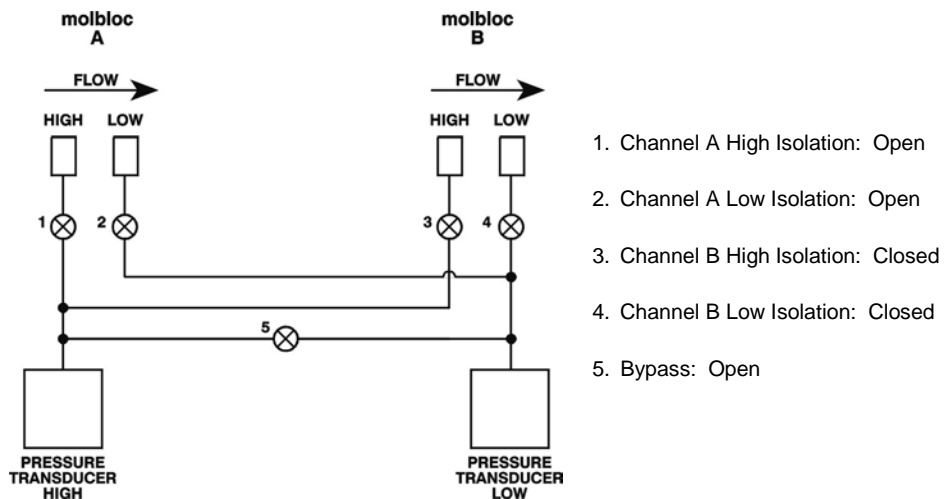 molbloc
A
FLOW
HIGH LOW
1
2
molbloc
B
FLOW
HIGH LOW
3
4
5
PRESSURE
TRANSDUCER
HIGH
PRESSURE
TRANSDUCER
LOW
1. Channel A High Isolation: Open
2. Channel A Low Isolation: Open
3. Channel B High Isolation: Closed
4. Channel B Low Isolation: Closed
5. Bypass: Open